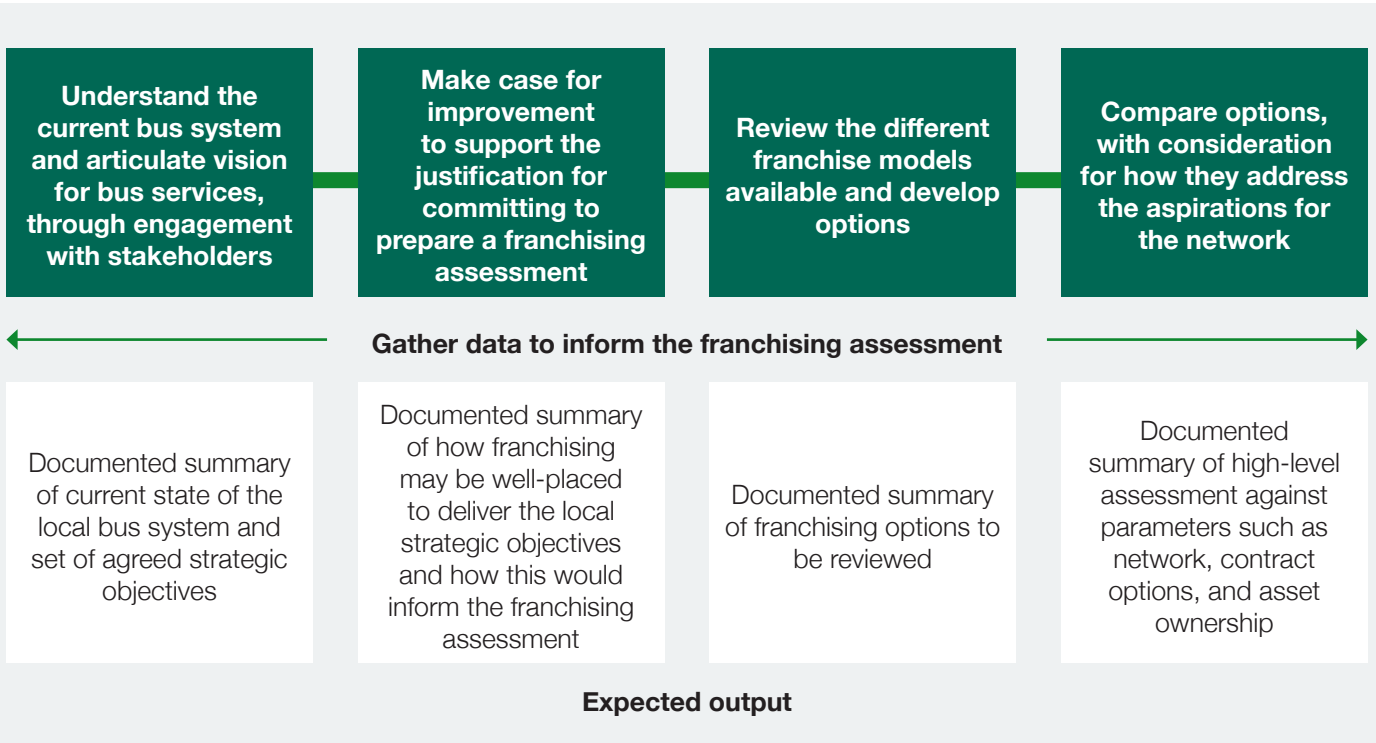 Understand the
current bus system
and articulate vision
for bus services,
through engagement
with stakeholders
Make case for
improvement
to support the
justification for
committing to
prepare a franchising
assessment
Review the different
franchise models
available and develop
options
Compare options,
with consideration
for how they address
the aspirations for
the network
Gather data to inform the franchising assessment
Documented summary
of current state of the
local bus system and
set of agreed strategic
objectives
Documented summary
of how franchising
may be well-placed
to deliver the local
strategic objectives
and how this would
inform the franchising
assessment
Documented summary
of franchising options to
be reviewed
Documented
summary of high-level
assessment against
parameters such as
network, contract
options, and asset
ownership
Expected output